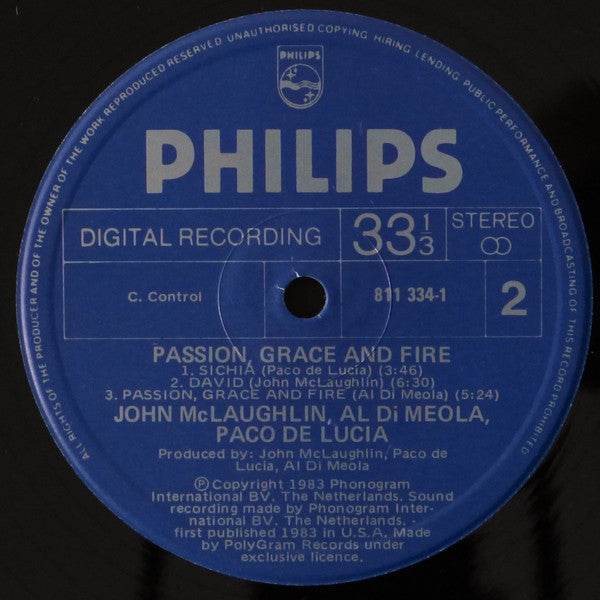 ALL RIGHTS OF THE PRODUCER AND OF THE OWNER OF THE WORK REPRODUCED RESERVED UNAUTHORISED COPYING HIRING LENDING PUBLIC PERFORMANCE AND BROADCASTING OF THIS RECORD PROHIBITED
PHILIPS
PHILIPS
DIGITAL RECORDING
33 1/3
STEREO
C. Control
811 334-1
2
PASSION, GRACE AND FIRE
1. SICHIA (Paco de Lucia) (3:46)
2. DAVID (John McLaughlin) (6:30)
3. PASSION, GRACE AND FIRE (Al Di Meola) (5:24)
JOHN McLAUGHLIN, AL Di MEOLA,
PACO DE LUCIA
Produced by: John McLaughlin, Paco de
Lucia, Al Di Meola
Ⓟ Copyright 1983 Phonogram
International BV. The Netherlands. Sound
recording made by Phonogram Inter-
national BV. The Netherlands. -
first published 1983 in U.S.A. Made
by PolyGram Records under
exclusive licence.